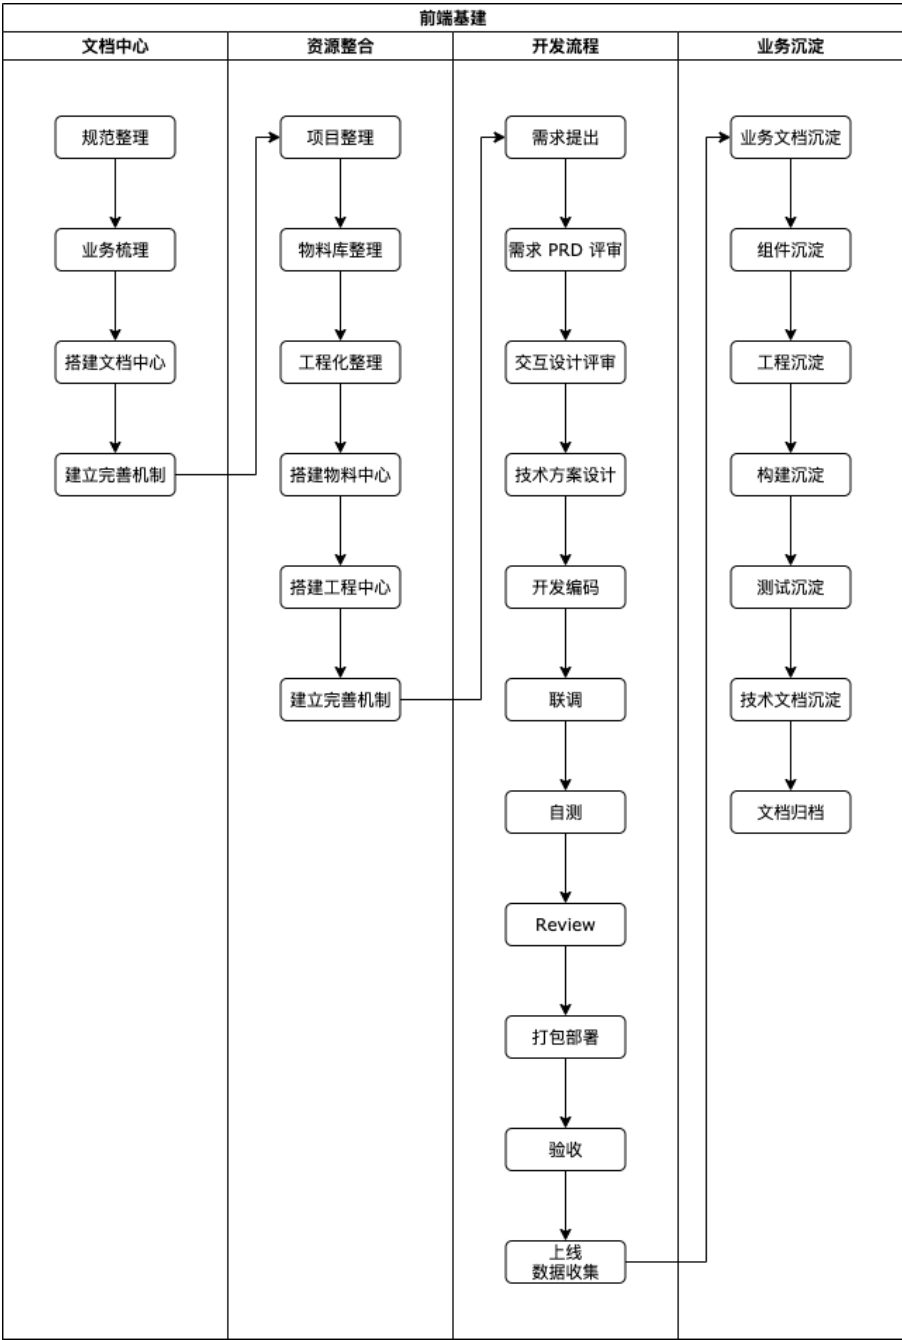 前端基建
文档中心
资源整合
开发流程
业务沉淀
规范整理
业务梳理
搭建文档中心
建立完善机制
项目整理
物料库整理
工程化整理
搭建物料中心
搭建工程中心
建立完善机制
需求提出
需求 PRD 评审
交互设计评审
技术方案设计
开发编码
联调
自测
Review
打包部署
验收
上线
数据收集
业务文档沉淀
组件沉淀
工程沉淀
构建沉淀
测试沉淀
技术文档沉淀
文档归档